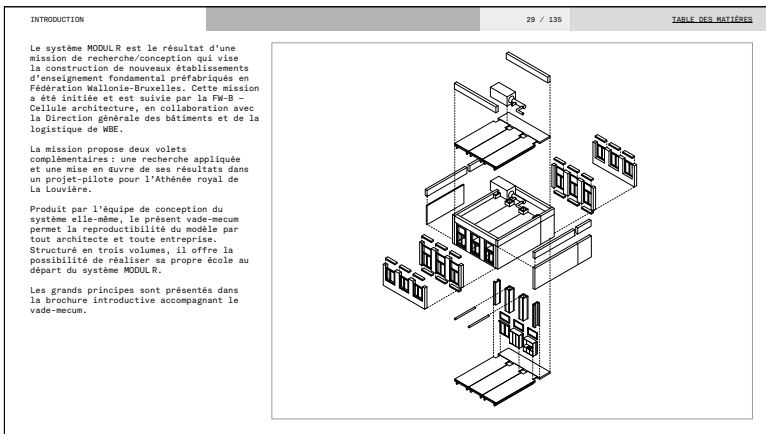 INTRODUCTION
29 / 135
TABLE DES MATIÈRES
Le système MODULR est le résultat d'une
mission de recherche/conception qui vise
la construction de nouveaux établissements
d'enseignement fondamental préfabriqués en
Fédération Wallonie-Bruxelles. Cette mission
a été initiée et est suivie par la FW-B –
Cellule architecture, en collaboration avec
la Direction générale des bâtiments et de la
logistique de WBE.
La mission propose deux volets
complémentaires : une recherche appliquée
et une mise en œuvre de ses résultats dans
un projet-pilote pour l'Athénée royal de
La Louvière.
Produit par l'équipe de conception du
système elle-même, le présent vade-mecum
permet la reproductibilité du modèle par
tout architecte et toute entreprise.
Structuré en trois volumes, il offre la
possibilité de réaliser sa propre école au
départ du système MODULR.
Les grands principes sont présentés dans
la brochure introductive accompagnant le
vade-mecum.